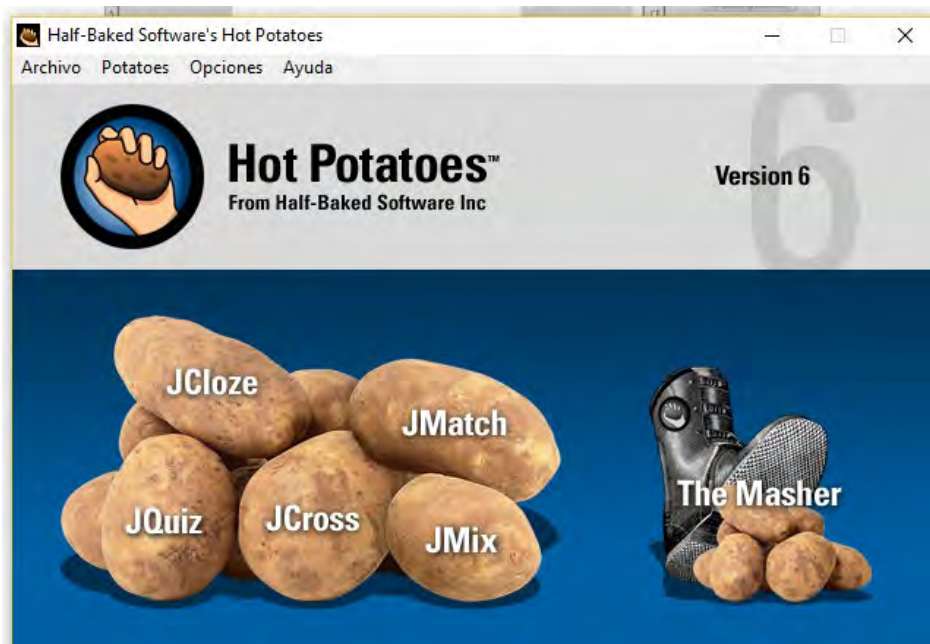 Half-Baked Software's Hot Potatoes
Archivo Potatoes Opciones Ayuda
Hot Potatoes™
From Half-Baked Software Inc
Version 6
6
JCloze
JMatch
JQuiz
JCross
JMix
The Masher